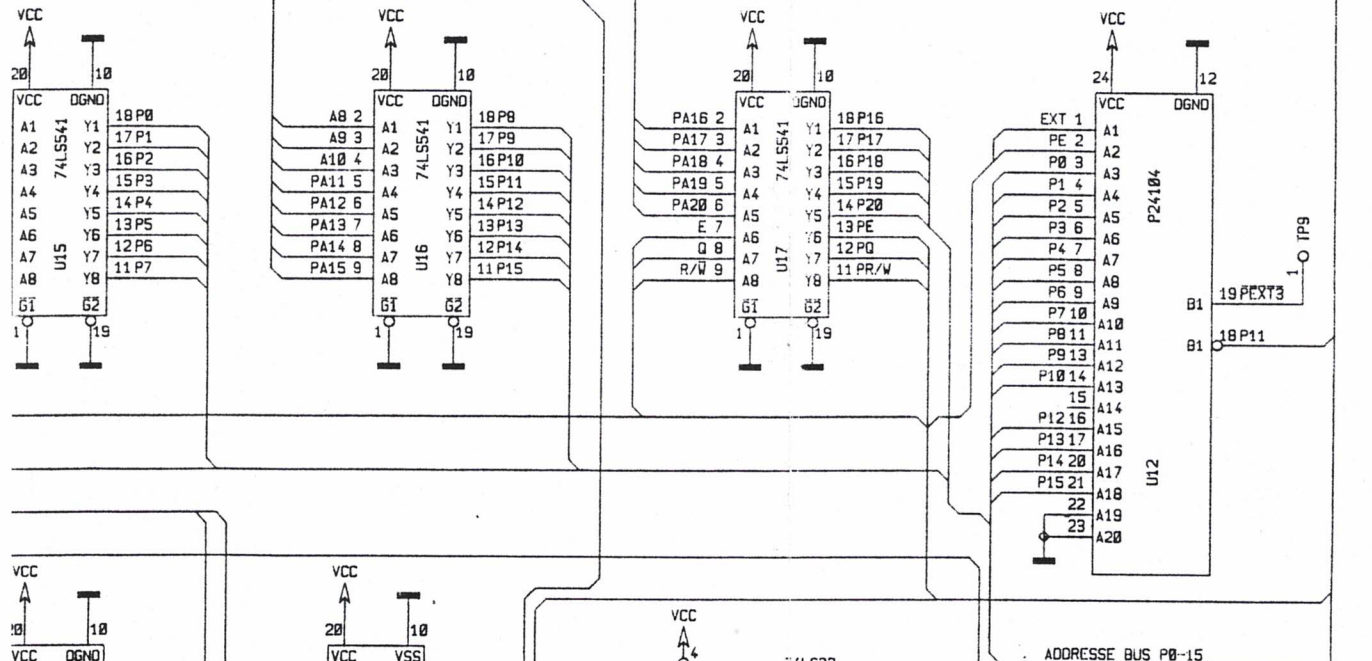 VCC
20 10
VCC DGND
A1 Y1 18 P0
A2 Y2 17 P1
A3 Y3 16 P2
A4 Y4 15 P3
A5 Y5 14 P4
A6 Y6 13 P5
A7 Y7 12 P6
A8 Y8 11 P7
74LS541
U15
G1 G2
1 19
VCC
20 10
VCC DGND
A8 2 A1 Y1 18 P8
A9 3 A2 Y2 17 P9
A10 4 A3 Y3 16 P10
PA11 5 A4 Y4 15 P11
PA12 6 A5 Y5 14 P12
PA13 7 A6 Y6 13 P13
PA14 8 A7 Y7 12 P14
PA15 9 A8 Y8 11 P15
74LS541
U16
G1 G2
1 19
VCC
20 10
VCC DGND
PA16 2 A1 Y1 18 P16
PA17 3 A2 Y2 17 P17
PA18 4 A3 Y3 16 P18
PA19 5 A4 Y4 15 P19
PA20 6 A5 Y5 14 P20
E 7 A6 Y6 13 PE
Q 8 A7 Y7 12 PQ
R/W̅ 9 A8 Y8 11 PR/W
74LS541
U17
G1 G2
1 19
VCC
24 12
VCC DGND
EXT 1 A1
PE 2 A2
P0 3 A3
P1 4 A4
P2 5 A5
P3 6 A6
P4 7 A7
P5 8 A8
P6 9 A9
P7 10 A10
P8 11 A11
P9 13 A12
P10 14 A13
15 A14
P12 16 A15
P13 17 A16
P14 20 A17
P15 21 A18
22 A19
23 A20
P24104
U12
B1 19 PEXT3
B1 18 P11
1 TP9
VCC
10
VCC DGND
VCC
20 10
VCC VSS
VCC
4
ADDRESSE BUS P0-15